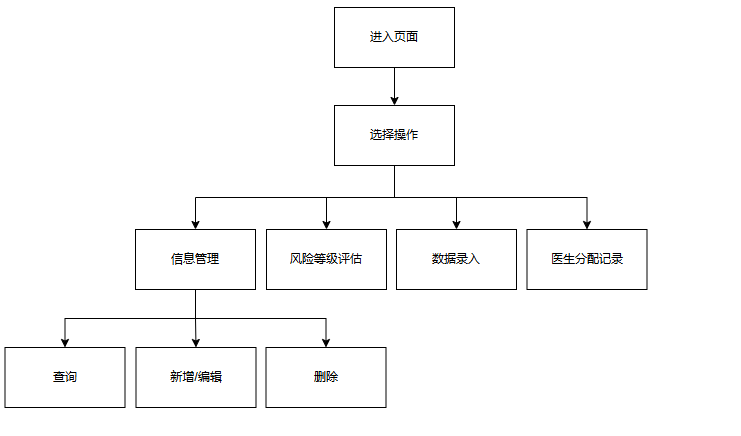 进入页面
选择操作
信息管理
风险等级评估
数据录入
医生分配记录
查询
新增/编辑
删除